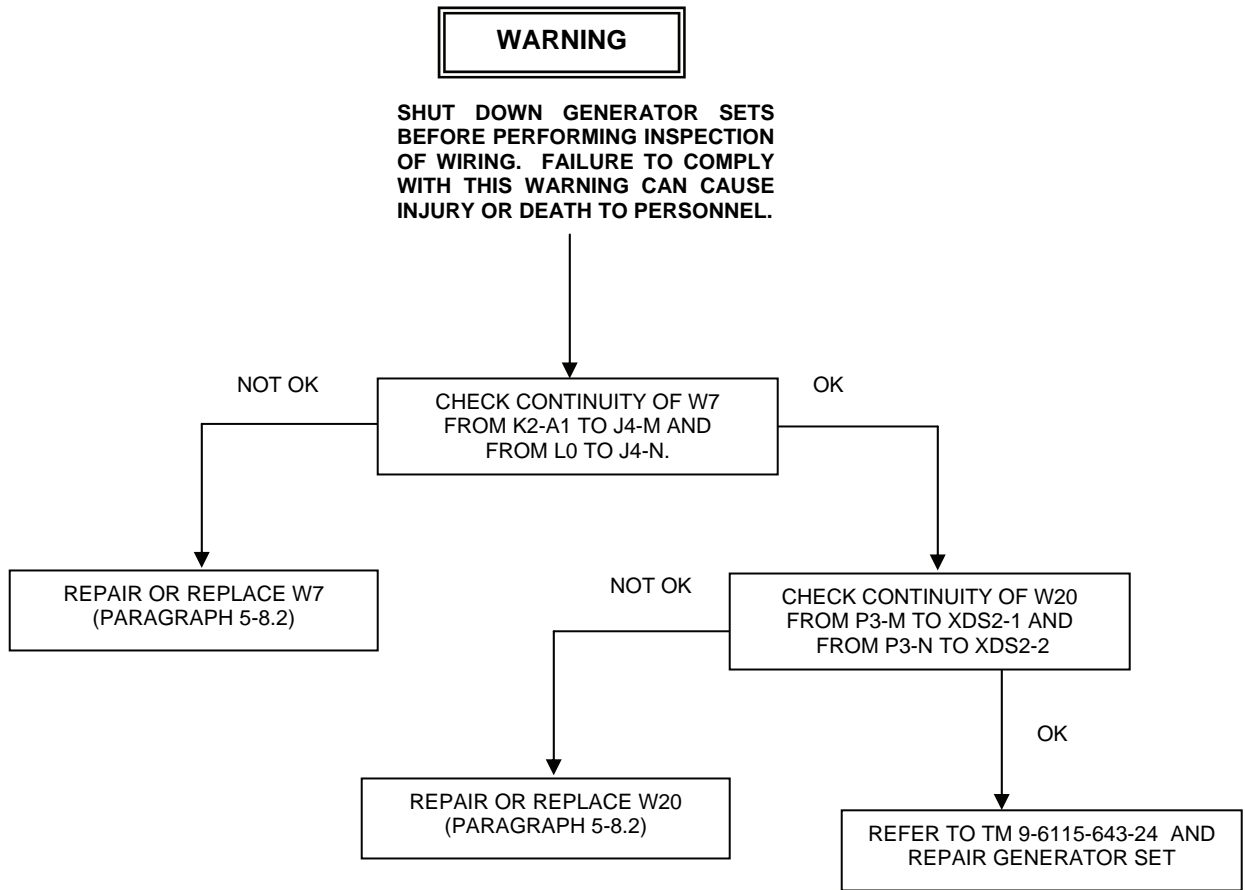 WARNING
SHUT DOWN GENERATOR SETS
BEFORE PERFORMING INSPECTION
OF WIRING. FAILURE TO COMPLY
WITH THIS WARNING CAN CAUSE
INJURY OR DEATH TO PERSONNEL.
NOT OK
OK
CHECK CONTINUITY OF W7
FROM K2-A1 TO J4-M AND
FROM L0 TO J4-N.
REPAIR OR REPLACE W7
(PARAGRAPH 5-8.2)
NOT OK
CHECK CONTINUITY OF W20
FROM P3-M TO XDS2-1 AND
FROM P3-N TO XDS2-2
OK
REPAIR OR REPLACE W20
(PARAGRAPH 5-8.2)
REFER TO TM 9-6115-643-24 AND
REPAIR GENERATOR SET